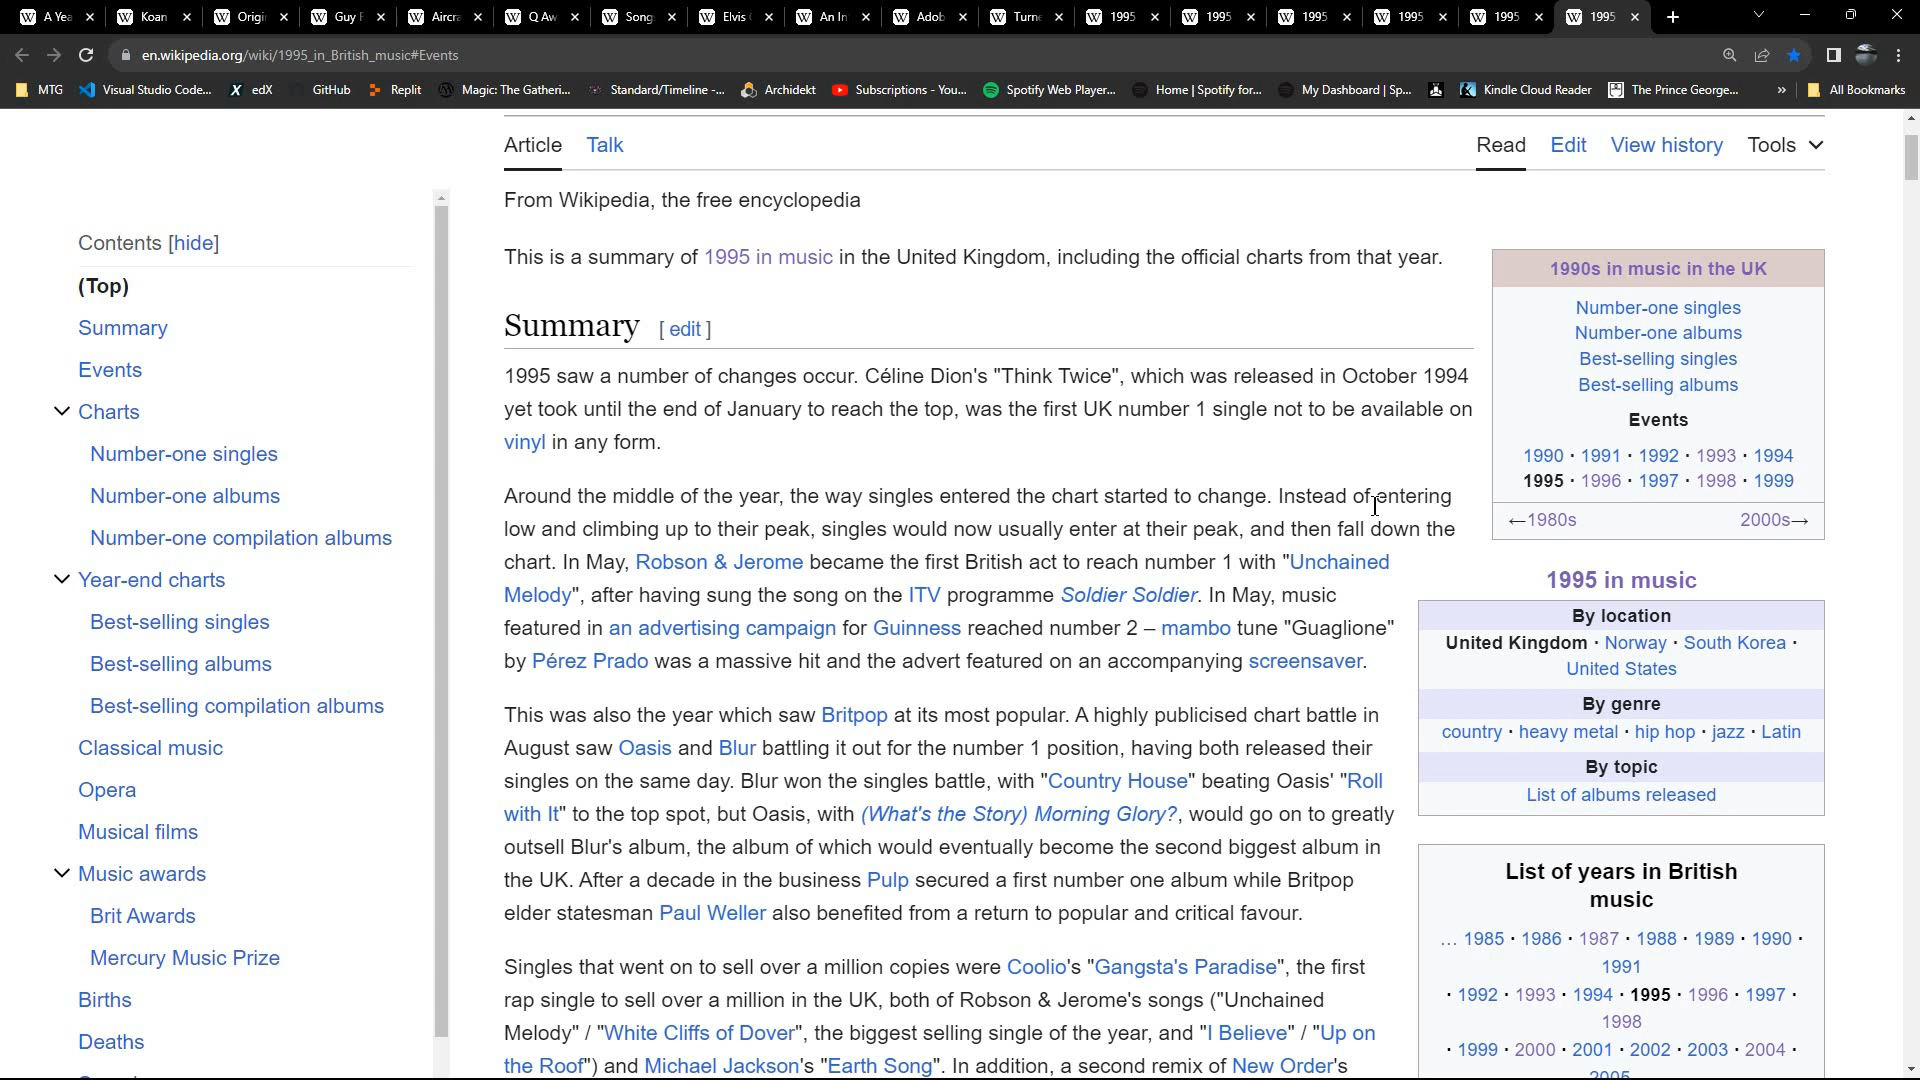 A Yea
Koan
Origi
Guy F
Aircra
Q Aw
Song
Elvis
An In
Adob
Turne
1995
1995
1995
1995
1995
1995
en.wikipedia.org/wiki/1995_in_British_music#Events
MTG
Visual Studio Code...
edX
GitHub
Replit
Magic: The Gatheri...
Standard/Timeline -...
Archidekt
Subscriptions - You...
Spotify Web Player...
Home | Spotify for...
My Dashboard | Sp...
Kindle Cloud Reader
The Prince George...
»
All Bookmarks
Article
Talk
Read
Edit
View history
Tools
From Wikipedia, the free encyclopedia
Contents [hide]
(Top)
Summary
Events
Charts
Number-one singles
Number-one albums
Number-one compilation albums
Year-end charts
Best-selling singles
Best-selling albums
Best-selling compilation albums
Classical music
Opera
Musical films
Music awards
Brit Awards
Mercury Music Prize
Births
Deaths
This is a summary of 1995 in music in the United Kingdom, including the official charts from that year.
Summary [ edit ]
1995 saw a number of changes occur. Céline Dion's "Think Twice", which was released in October 1994
yet took until the end of January to reach the top, was the first UK number 1 single not to be available on
vinyl in any form.
Around the middle of the year, the way singles entered the chart started to change. Instead of entering
low and climbing up to their peak, singles would now usually enter at their peak, and then fall down the
chart. In May, Robson & Jerome became the first British act to reach number 1 with "Unchained
Melody", after having sung the song on the ITV programme Soldier Soldier. In May, music
featured in an advertising campaign for Guinness reached number 2 – mambo tune "Guaglione"
by Pérez Prado was a massive hit and the advert featured on an accompanying screensaver.
This was also the year which saw Britpop at its most popular. A highly publicised chart battle in
August saw Oasis and Blur battling it out for the number 1 position, having both released their
singles on the same day. Blur won the singles battle, with "Country House" beating Oasis' "Roll
with It" to the top spot, but Oasis, with (What's the Story) Morning Glory?, would go on to greatly
outsell Blur's album, the album of which would eventually become the second biggest album in
the UK. After a decade in the business Pulp secured a first number one album while Britpop
elder statesman Paul Weller also benefited from a return to popular and critical favour.
Singles that went on to sell over a million copies were Coolio's "Gangsta's Paradise", the first
rap single to sell over a million in the UK, both of Robson & Jerome's songs ("Unchained
Melody" / "White Cliffs of Dover", the biggest selling single of the year, and "I Believe" / "Up on
the Roof") and Michael Jackson's "Earth Song". In addition, a second remix of New Order's
1990s in music in the UK
Number-one singles
Number-one albums
Best-selling singles
Best-selling albums
Events
1990 · 1991 · 1992 · 1993 · 1994
1995 · 1996 · 1997 · 1998 · 1999
←1980s
2000s→
1995 in music
By location
United Kingdom · Norway · South Korea ·
United States
By genre
country · heavy metal · hip hop · jazz · Latin
By topic
List of albums released
List of years in British
music
... 1985 · 1986 · 1987 · 1988 · 1989 · 1990 ·
1991
· 1992 · 1993 · 1994 · 1995 · 1996 · 1997 ·
1998
· 1999 · 2000 · 2001 · 2002 · 2003 · 2004 ·
2005